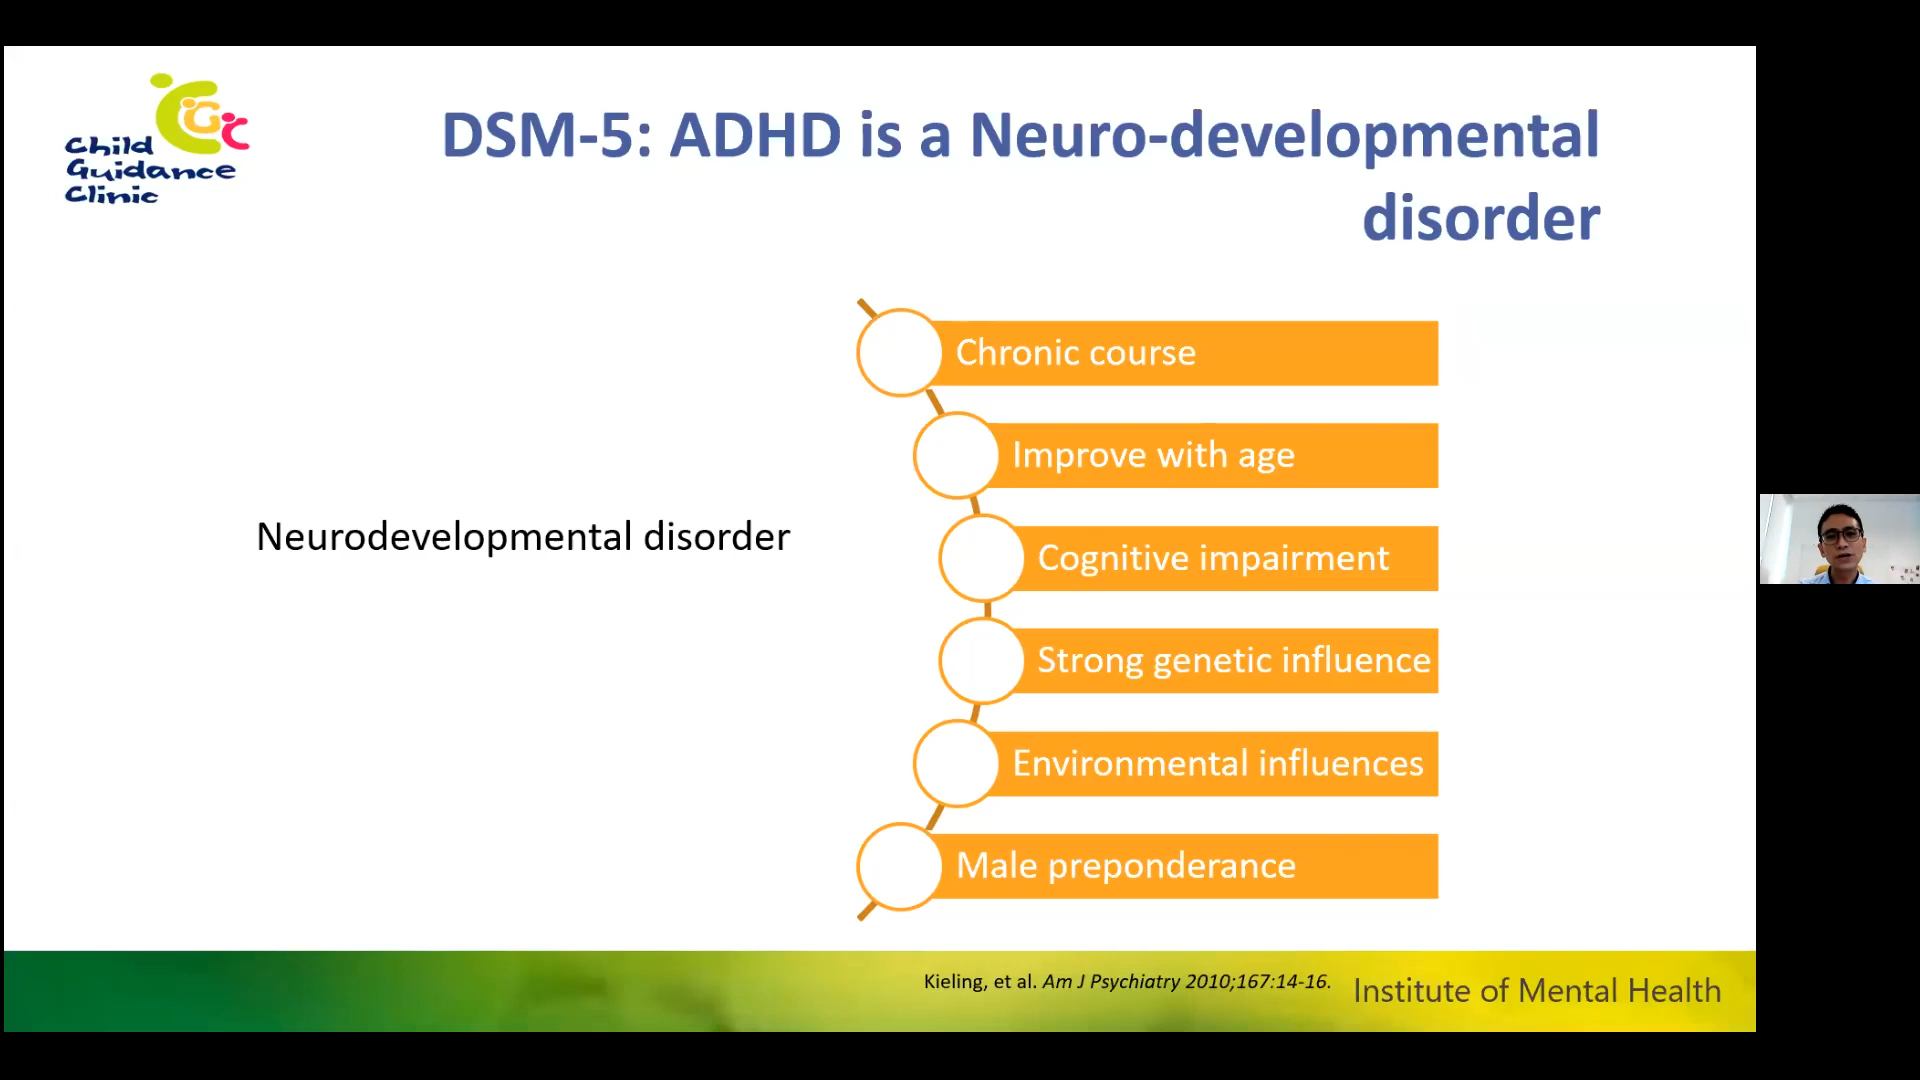 Child
Guidance
Clinic
CGC
DSM-5: ADHD is a Neuro-developmental
disorder
Neurodevelopmental disorder
Chronic course
Improve with age
Cognitive impairment
Strong genetic influence
Environmental influences
Male preponderance
Kieling, et al. Am J Psychiatry 2010;167:14-16.
Institute of Mental Health